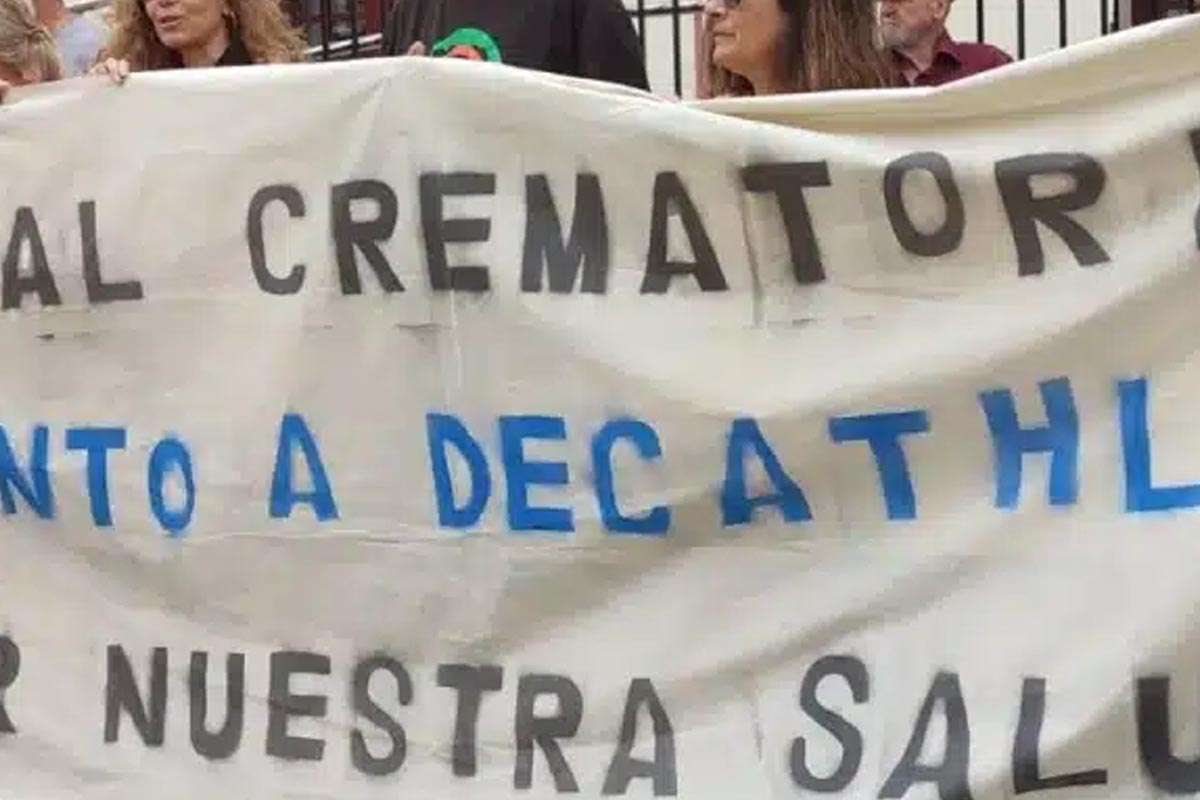 AL CREMATOR
NTO A DECATHL
R NUESTRA SALU